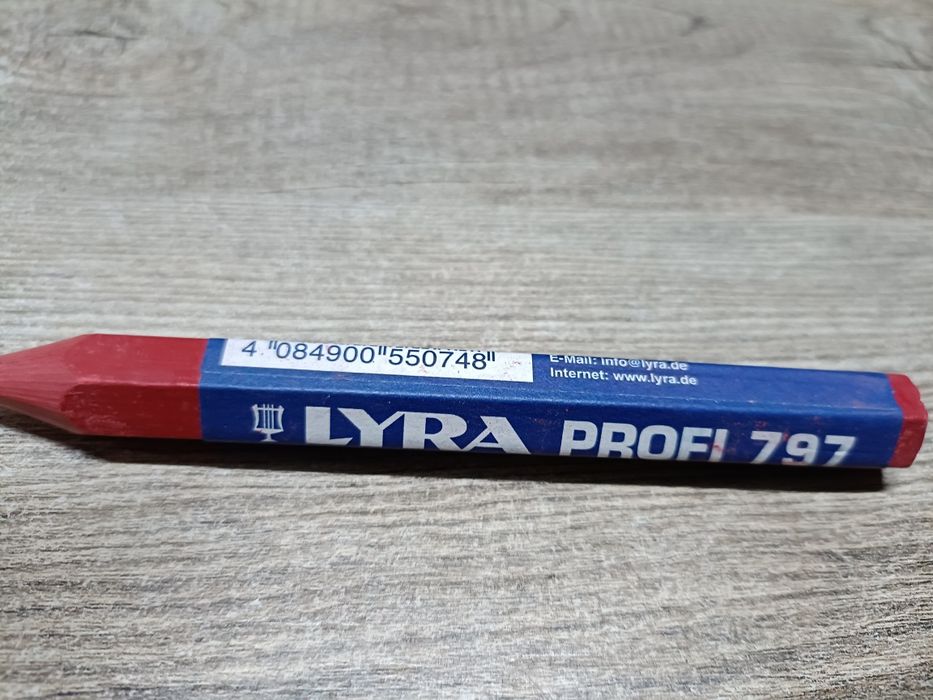 4 "084900"550748"
E-Mail: info@lyra.de
Internet: www.lyra.de
LYRA PROFI 797